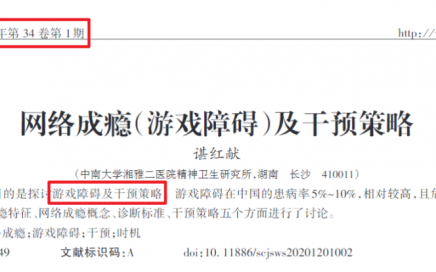 年第 34 卷第 1 期
http:/
网络成瘾(游戏障碍)及干预策略
谌红献
(中南大学湘雅二医院精神卫生研究所,湖南 长沙 410011)
目的是探讨游戏障碍及干预策略 游戏障碍在中国的患病率 5%~10%,相对较高,且危
瘾特征、网络成瘾概念、诊断标准、干预策略五个方面进行了讨论。
成瘾;游戏障碍;干预;时机
49 文献标识码:A doi:10.11886/scjsws20201201002